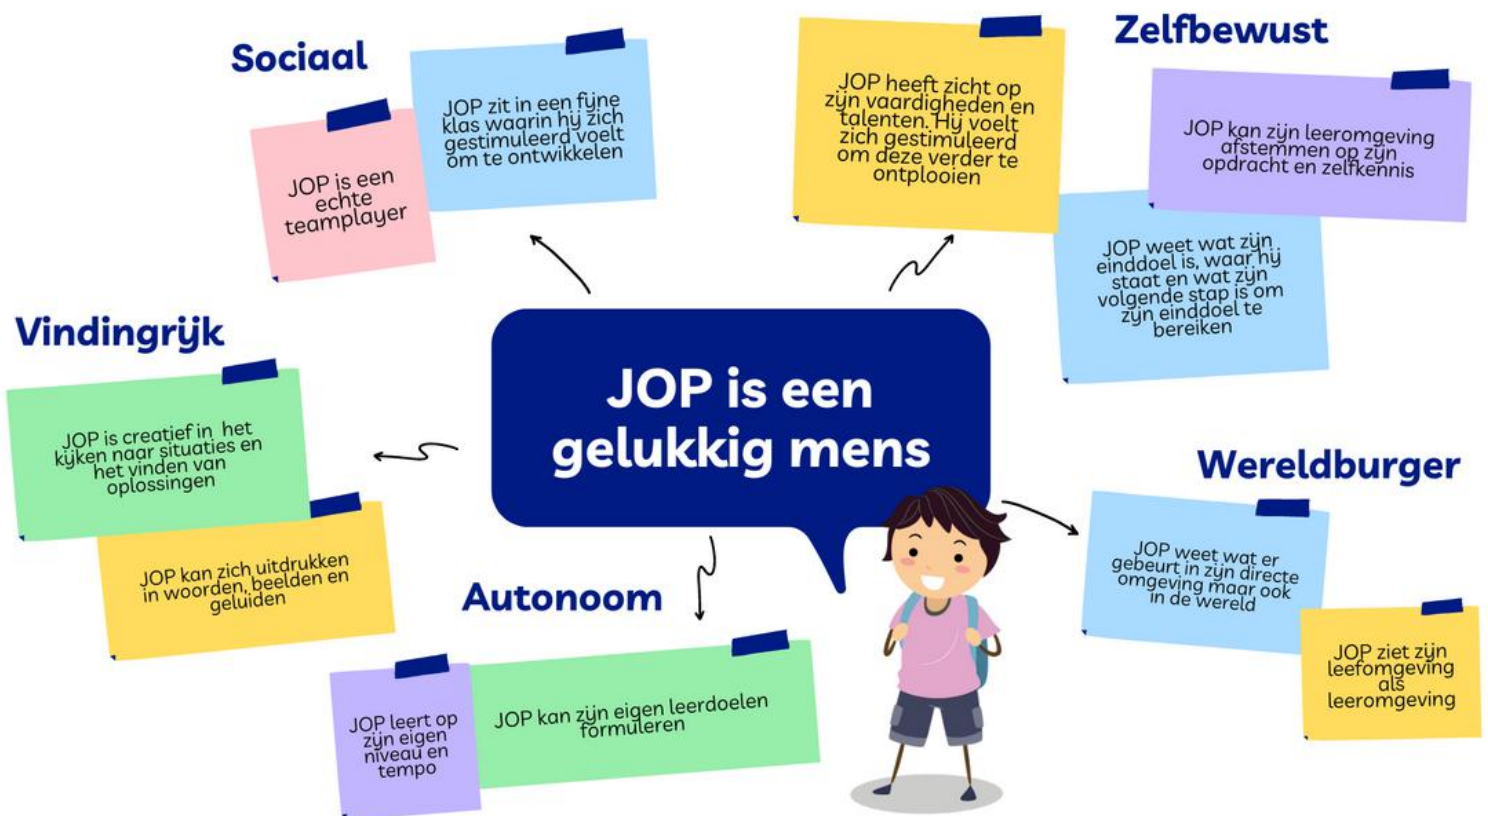 Sociaal
JOP is een
echte
teamplayer
JOP zit in een fijne
klas waarin hij zich
gestimuleerd voelt
om te ontwikkelen
Zelfbewust
JOP heeft zicht op
zijn vaardigheden en
talenten. Hij voelt
zich gestimuleerd
om deze verder te
ontplooien
JOP kan zijn leeromgeving
afstemmen op zijn
opdracht en zelfkennis
JOP weet wat zijn
einddoel is, waar hij
staat en wat zijn
volgende stap is om
zijn einddoel te
bereiken
Vindingrijk
JOP is creatief in het
kijken naar situaties en
het vinden van
oplossingen
JOP kan zich uitdrukken
in woorden, beelden en
geluiden
JOP is een
gelukkig mens
Wereldburger
JOP weet wat er
gebeurt in zijn directe
omgeving maar ook
in de wereld
JOP ziet zijn
leefomgeving
als
leeromgeving
Autonoom
JOP leert op
zijn eigen
niveau en
tempo
JOP kan zijn eigen leerdoelen
formuleren